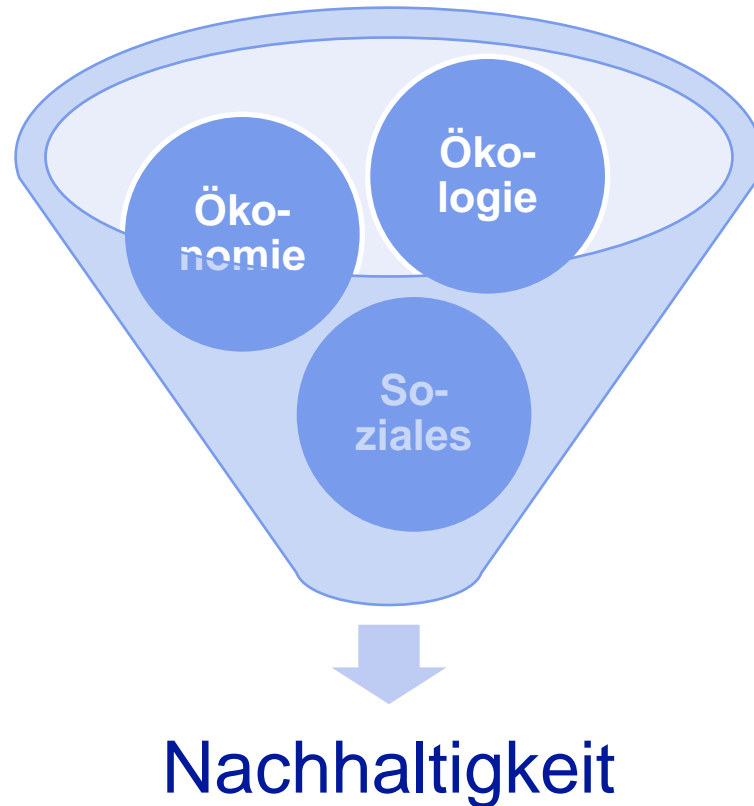 Öko-
nomie
Öko-
logie
So-
ziales
Nachhaltigkeit